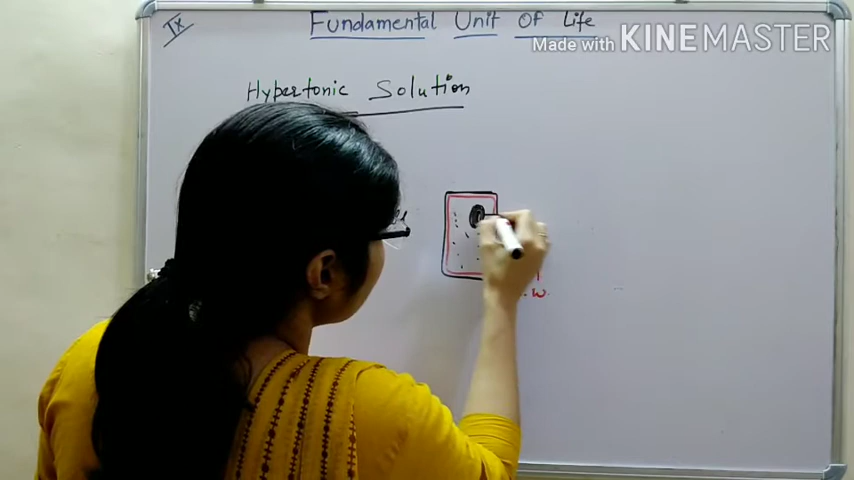 IX
Fundamental Unit Of Life
Made with KINEMASTER
Hypertonic Solution
. W.